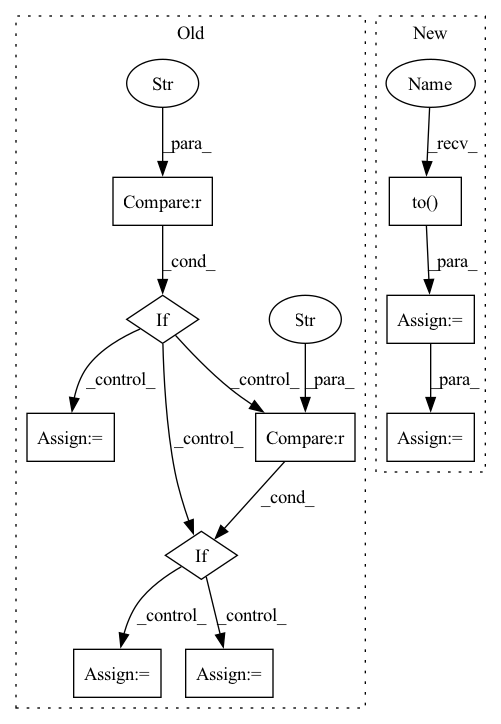 Old
New
Str
Name
_para_
_recv_
Compare:r
to()
_cond_
_para_
If
Str
Assign:=
_control_
_control_
_para_
_para_
_control_
Assign:=
Compare:r
Assign:=
_cond_
If
_control_
_control_
Assign:=
Assign:=